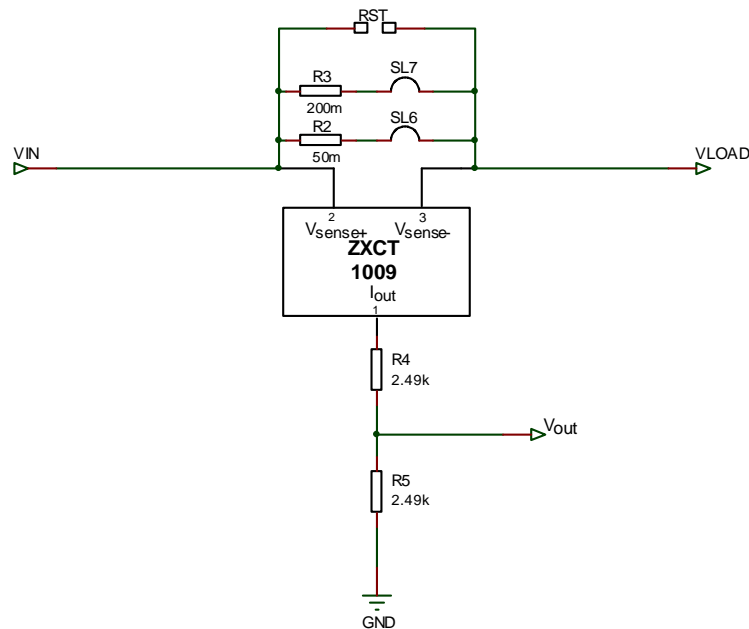 RST
R3
SL7
200m
R2
SL6
50m
VIN
VLOAD
2
3
Vsense+
Vsense-
ZXCT
1009
Iout
1
R4
2.49k
Vout
R5
2.49k
GND